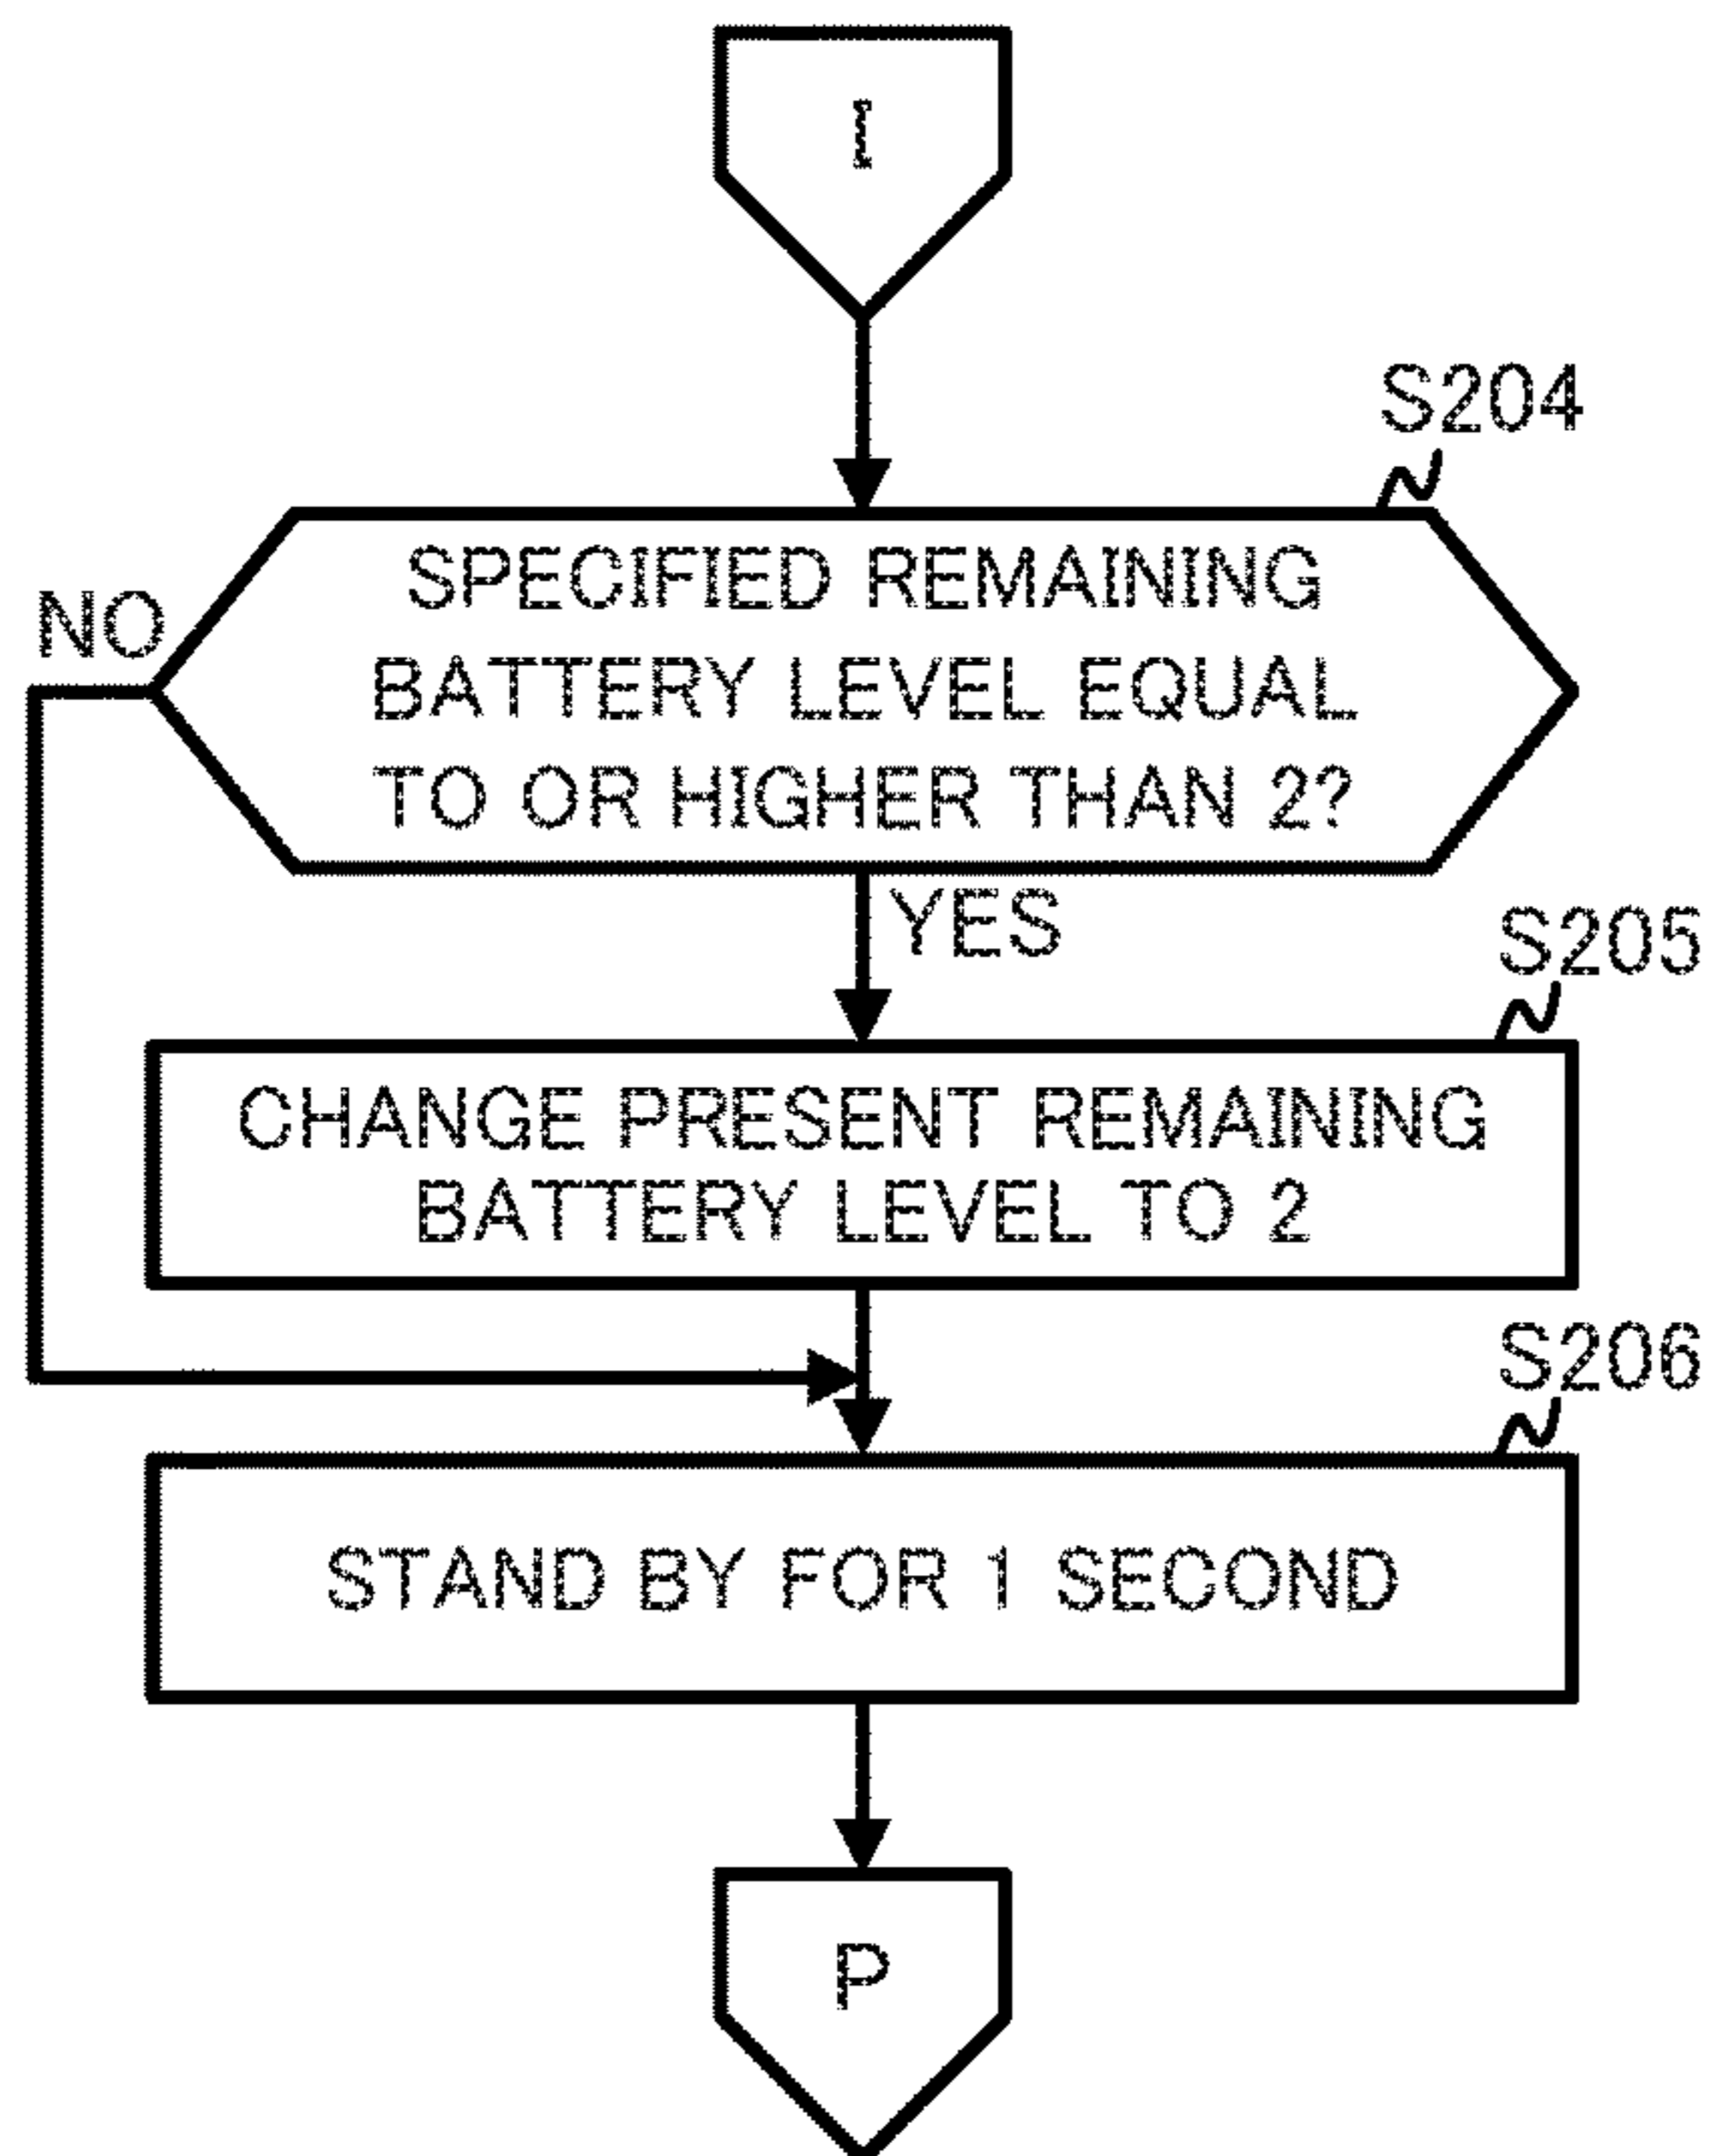 I
S204
SPECIFIED REMAINING
NO
BATTERY LEVEL EQUAL
TO OR HIGHER THAN 2?
YES
S205
CHANGE PRESENT REMAINING
BATTERY LEVEL TO 2
S206
STAND BY FOR 1 SECOND
P